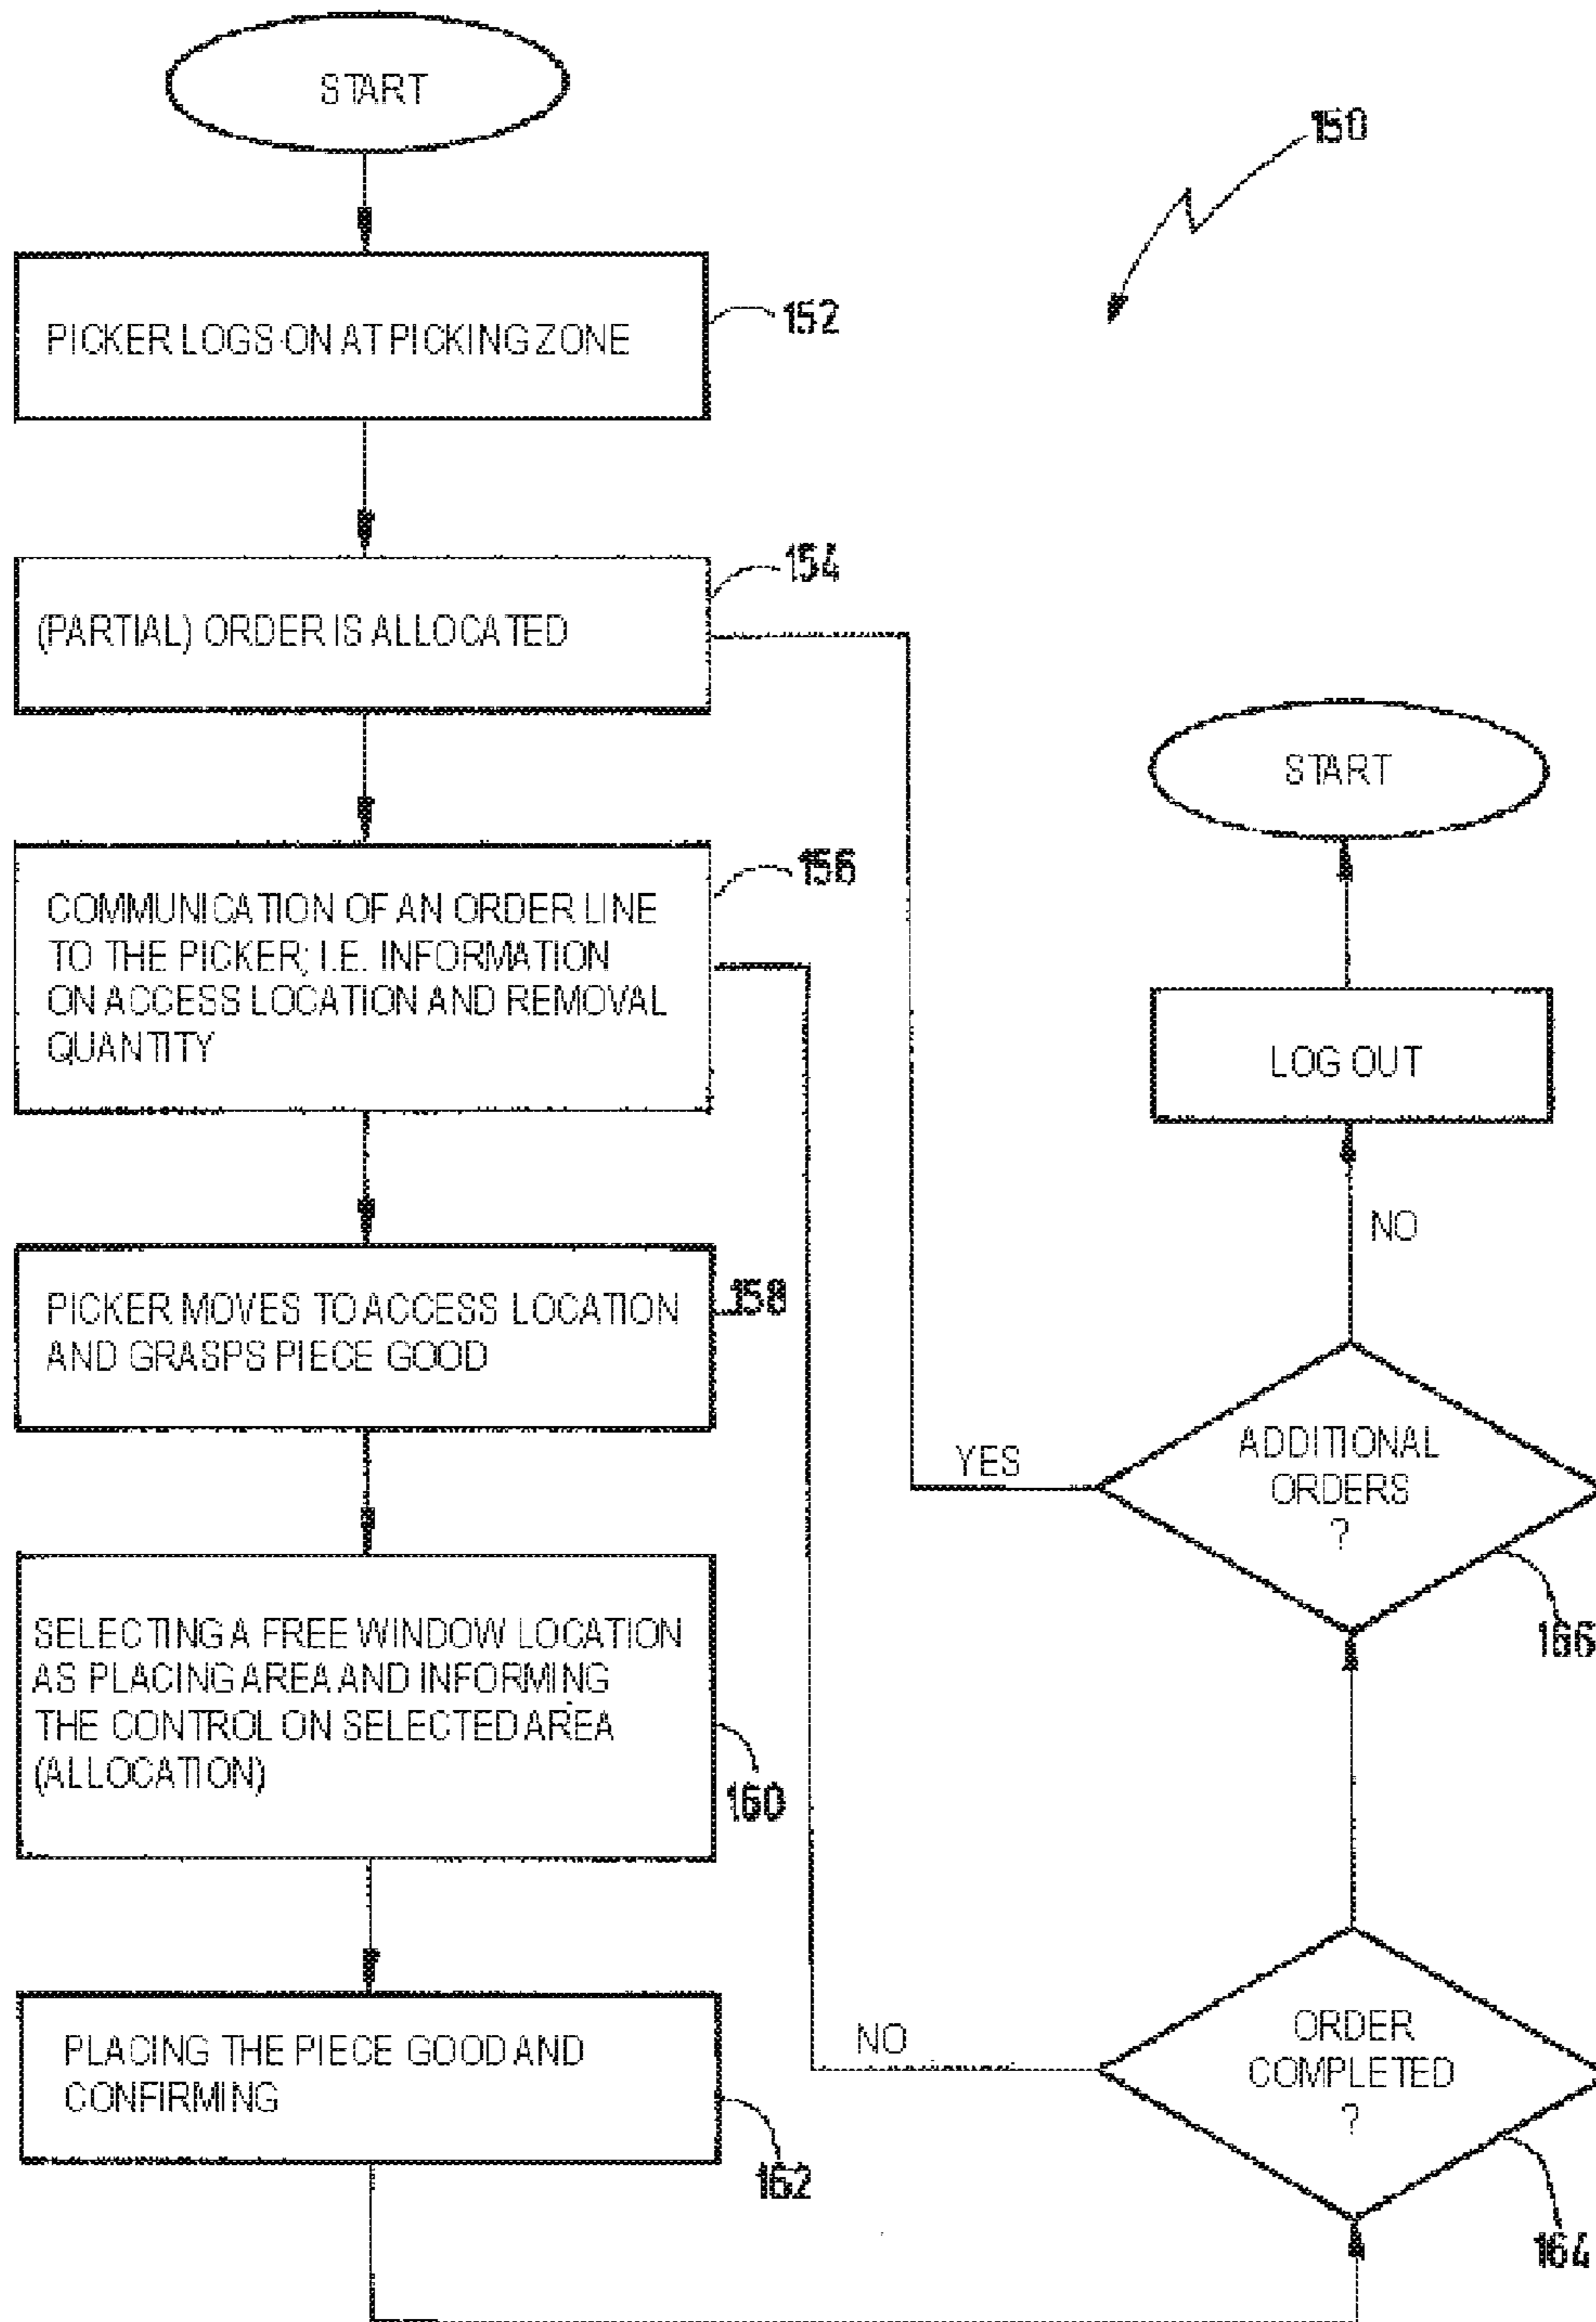 START
150
PICKER LOGS ON AT PICKING ZONE
152
(PARTIAL) ORDER IS ALLOCATED
154
COMMUNICATION OF AN ORDER LINE
TO THE PICKER; I.E. INFORMATION
ON ACCESS LOCATION AND REMOVAL
QUANTITY
156
PICKER MOVES TO ACCESS LOCATION
AND GRASPS PIECE GOOD
158
SELECTING A FREE WINDOW LOCATION
AS PLACING AREA AND INFORMING
THE CONTROL ON SELECTED AREA
(ALLOCATION)
160
PLACING THE PIECE GOOD AND
CONFIRMING
162
START
LOG OUT
NO
ADDITIONAL
ORDERS
?
YES
166
ORDER
COMPLETED
?
NO
164